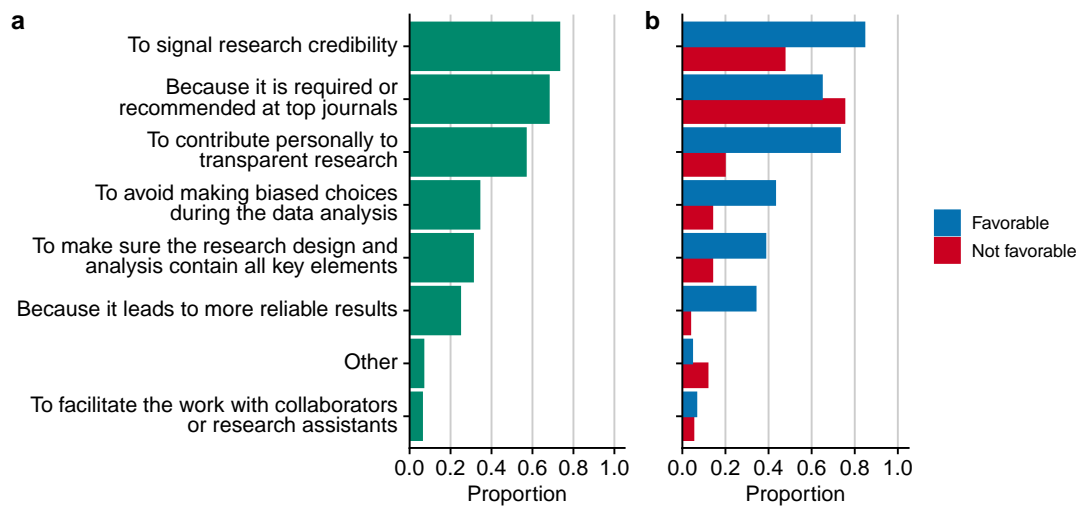 a
To signal research credibility
Because it is required or
recommended at top journals
To contribute personally to
transparent research
To avoid making biased choices
during the data analysis
To make sure the research design and
analysis contain all key elements
Because it leads to more reliable results
Other
To facilitate the work with collaborators
or research assistants
0.0 0.2 0.4 0.6 0.8 1.0
Proportion
b
0.0 0.2 0.4 0.6 0.8 1.0
Proportion
Favorable
Not favorable